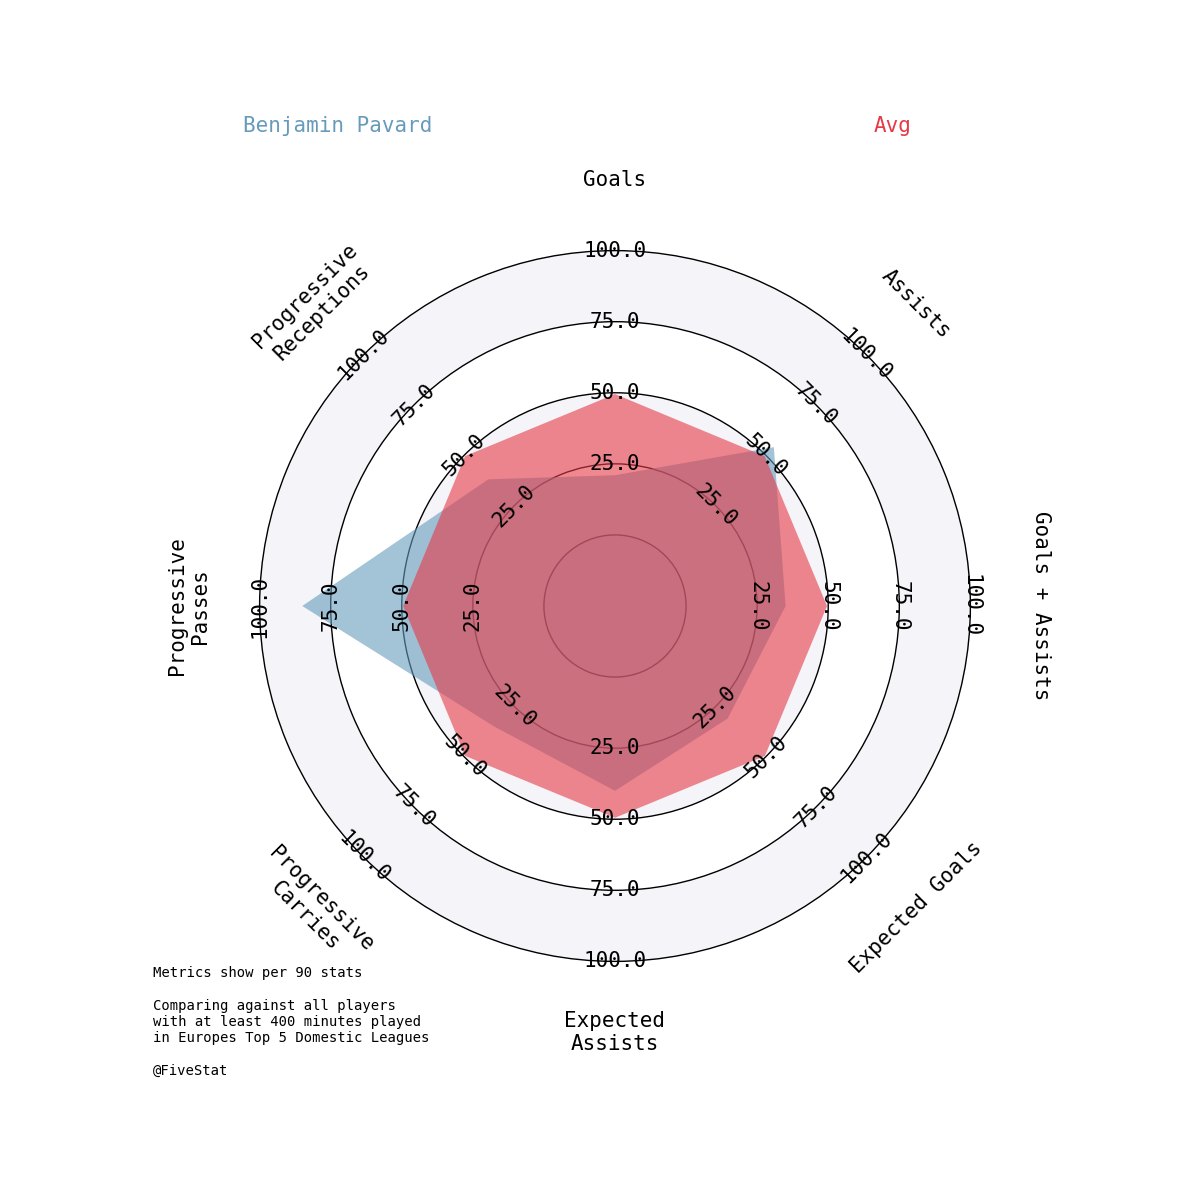 Benjamin Pavard
Avg
Goals
Assists
Goals + Assists
Expected Goals
Expected
Assists
Progressive
Carries
Progressive
Passes
Progressive
Receptions
25.0
50.0
75.0
100.0
25.0
50.0
75.0
100.0
25.0
50.0
75.0
100.0
25.0
50.0
75.0
100.0
25.0
50.0
75.0
100.0
25.0
50.0
75.0
100.0
25.0
50.0
75.0
100.0
25.0
50.0
75.0
100.0
Metrics show per 90 stats
Comparing against all players
with at least 400 minutes played
in Europes Top 5 Domestic Leagues
@FiveStat